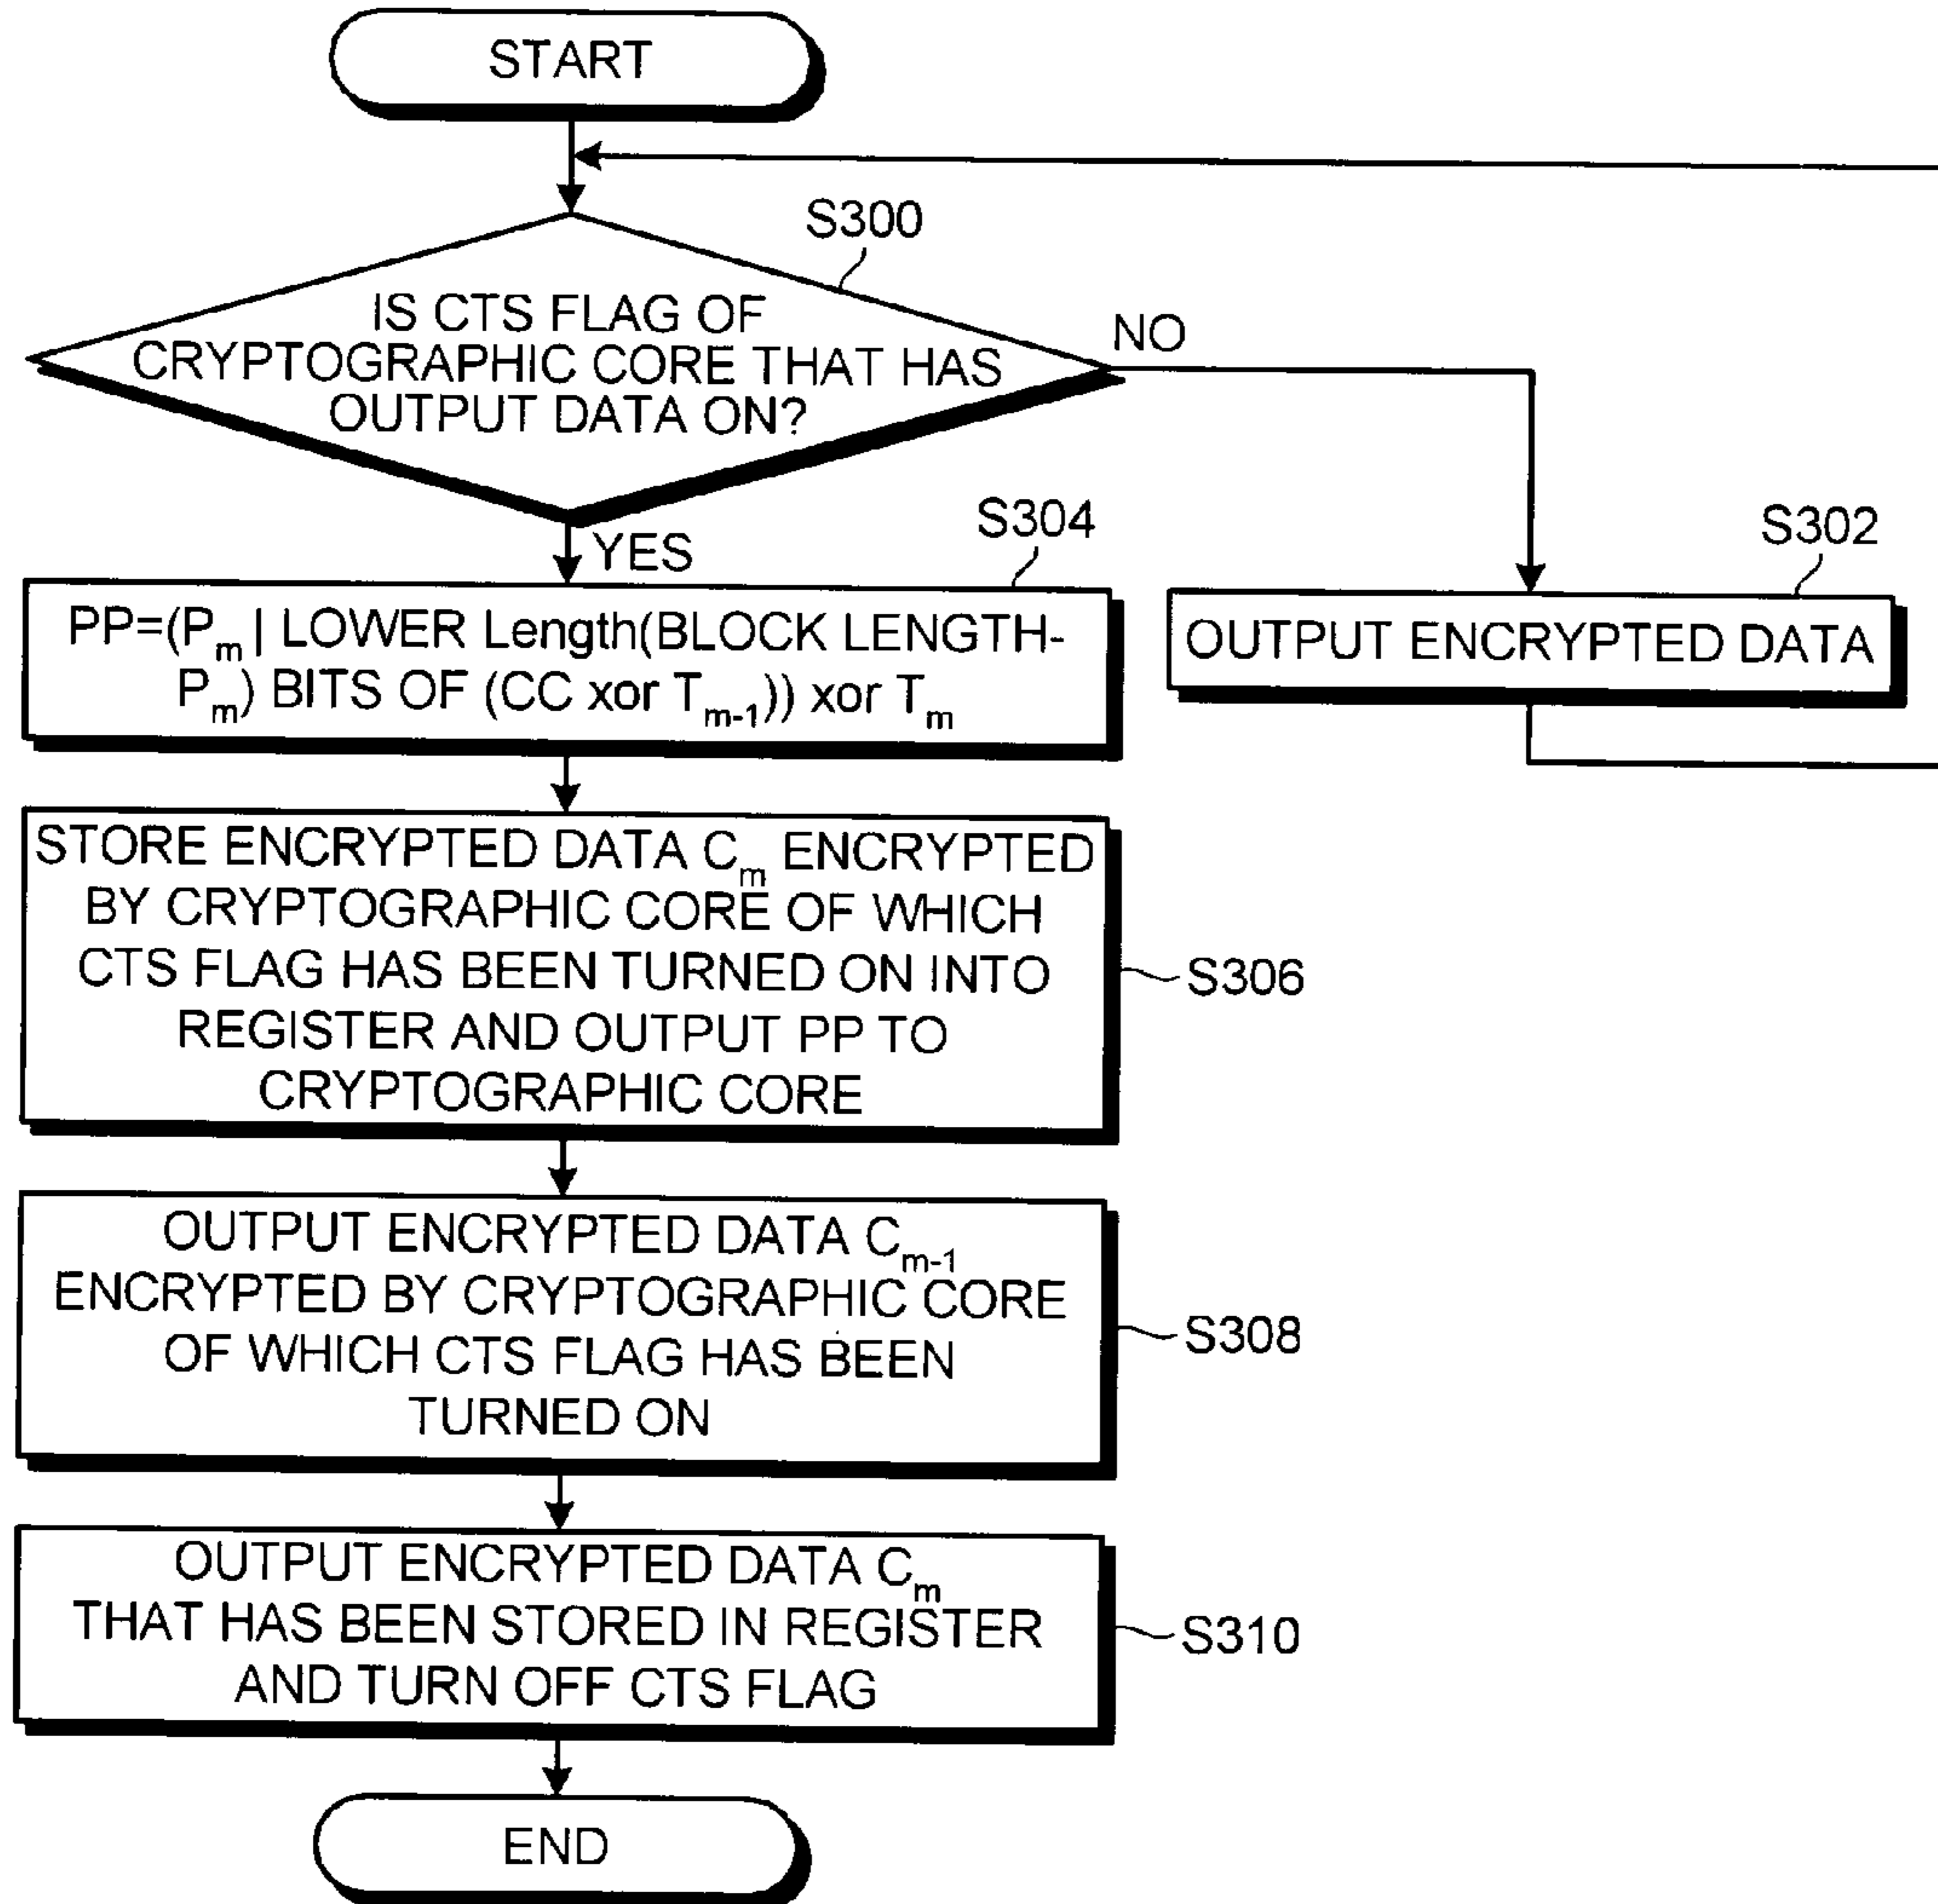 START
S300
IS CTS FLAG OF
CRYPTOGRAPHIC CORE THAT HAS
OUTPUT DATA ON?
NO
YES
S304
S302
PP=(Pm | LOWER Length(BLOCK LENGTH-
Pm) BITS OF (CC xor Tm-1)) xor Tm
OUTPUT ENCRYPTED DATA
STORE ENCRYPTED DATA Cm ENCRYPTED
BY CRYPTOGRAPHIC CORE OF WHICH
CTS FLAG HAS BEEN TURNED ON INTO
REGISTER AND OUTPUT PP TO
CRYPTOGRAPHIC CORE
S306
OUTPUT ENCRYPTED DATA Cm-1
ENCRYPTED BY CRYPTOGRAPHIC CORE
OF WHICH CTS FLAG HAS BEEN
TURNED ON
S308
OUTPUT ENCRYPTED DATA Cm
THAT HAS BEEN STORED IN REGISTER
AND TURN OFF CTS FLAG
S310
END